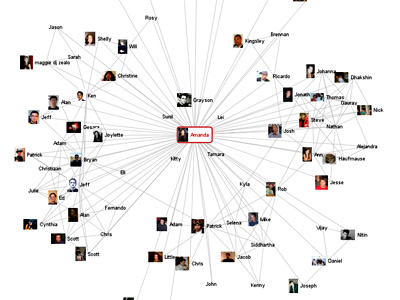 Rosy
Jason
Brennan
Shelly
Kingsley
Will
Sarah
maggie dj zealo
Johanna
Christine
Ricardo
Dhakshin
Ken
Jonathan
Thomas
Alan
Grayson
Gaurav
Nick
Jeff
Sunil
Lei
Steve
Nathan
Josh
Joylette
Amanda
Adam
Alejandra
Patrick
Kitty
Tamara
Ann
Haufmause
Bryan
Christiaan
Eli
Jeff
Kyla
Jesse
Julie
Rob
Ed
Fernando
Alan
Cynthia
Adam
Patrick
Selena
Mike
Vijay
Nitin
Chris
Scott
Siddhartha
Scott
Little
Chris
Jacob
Daniel
John
Kenny
Joseph